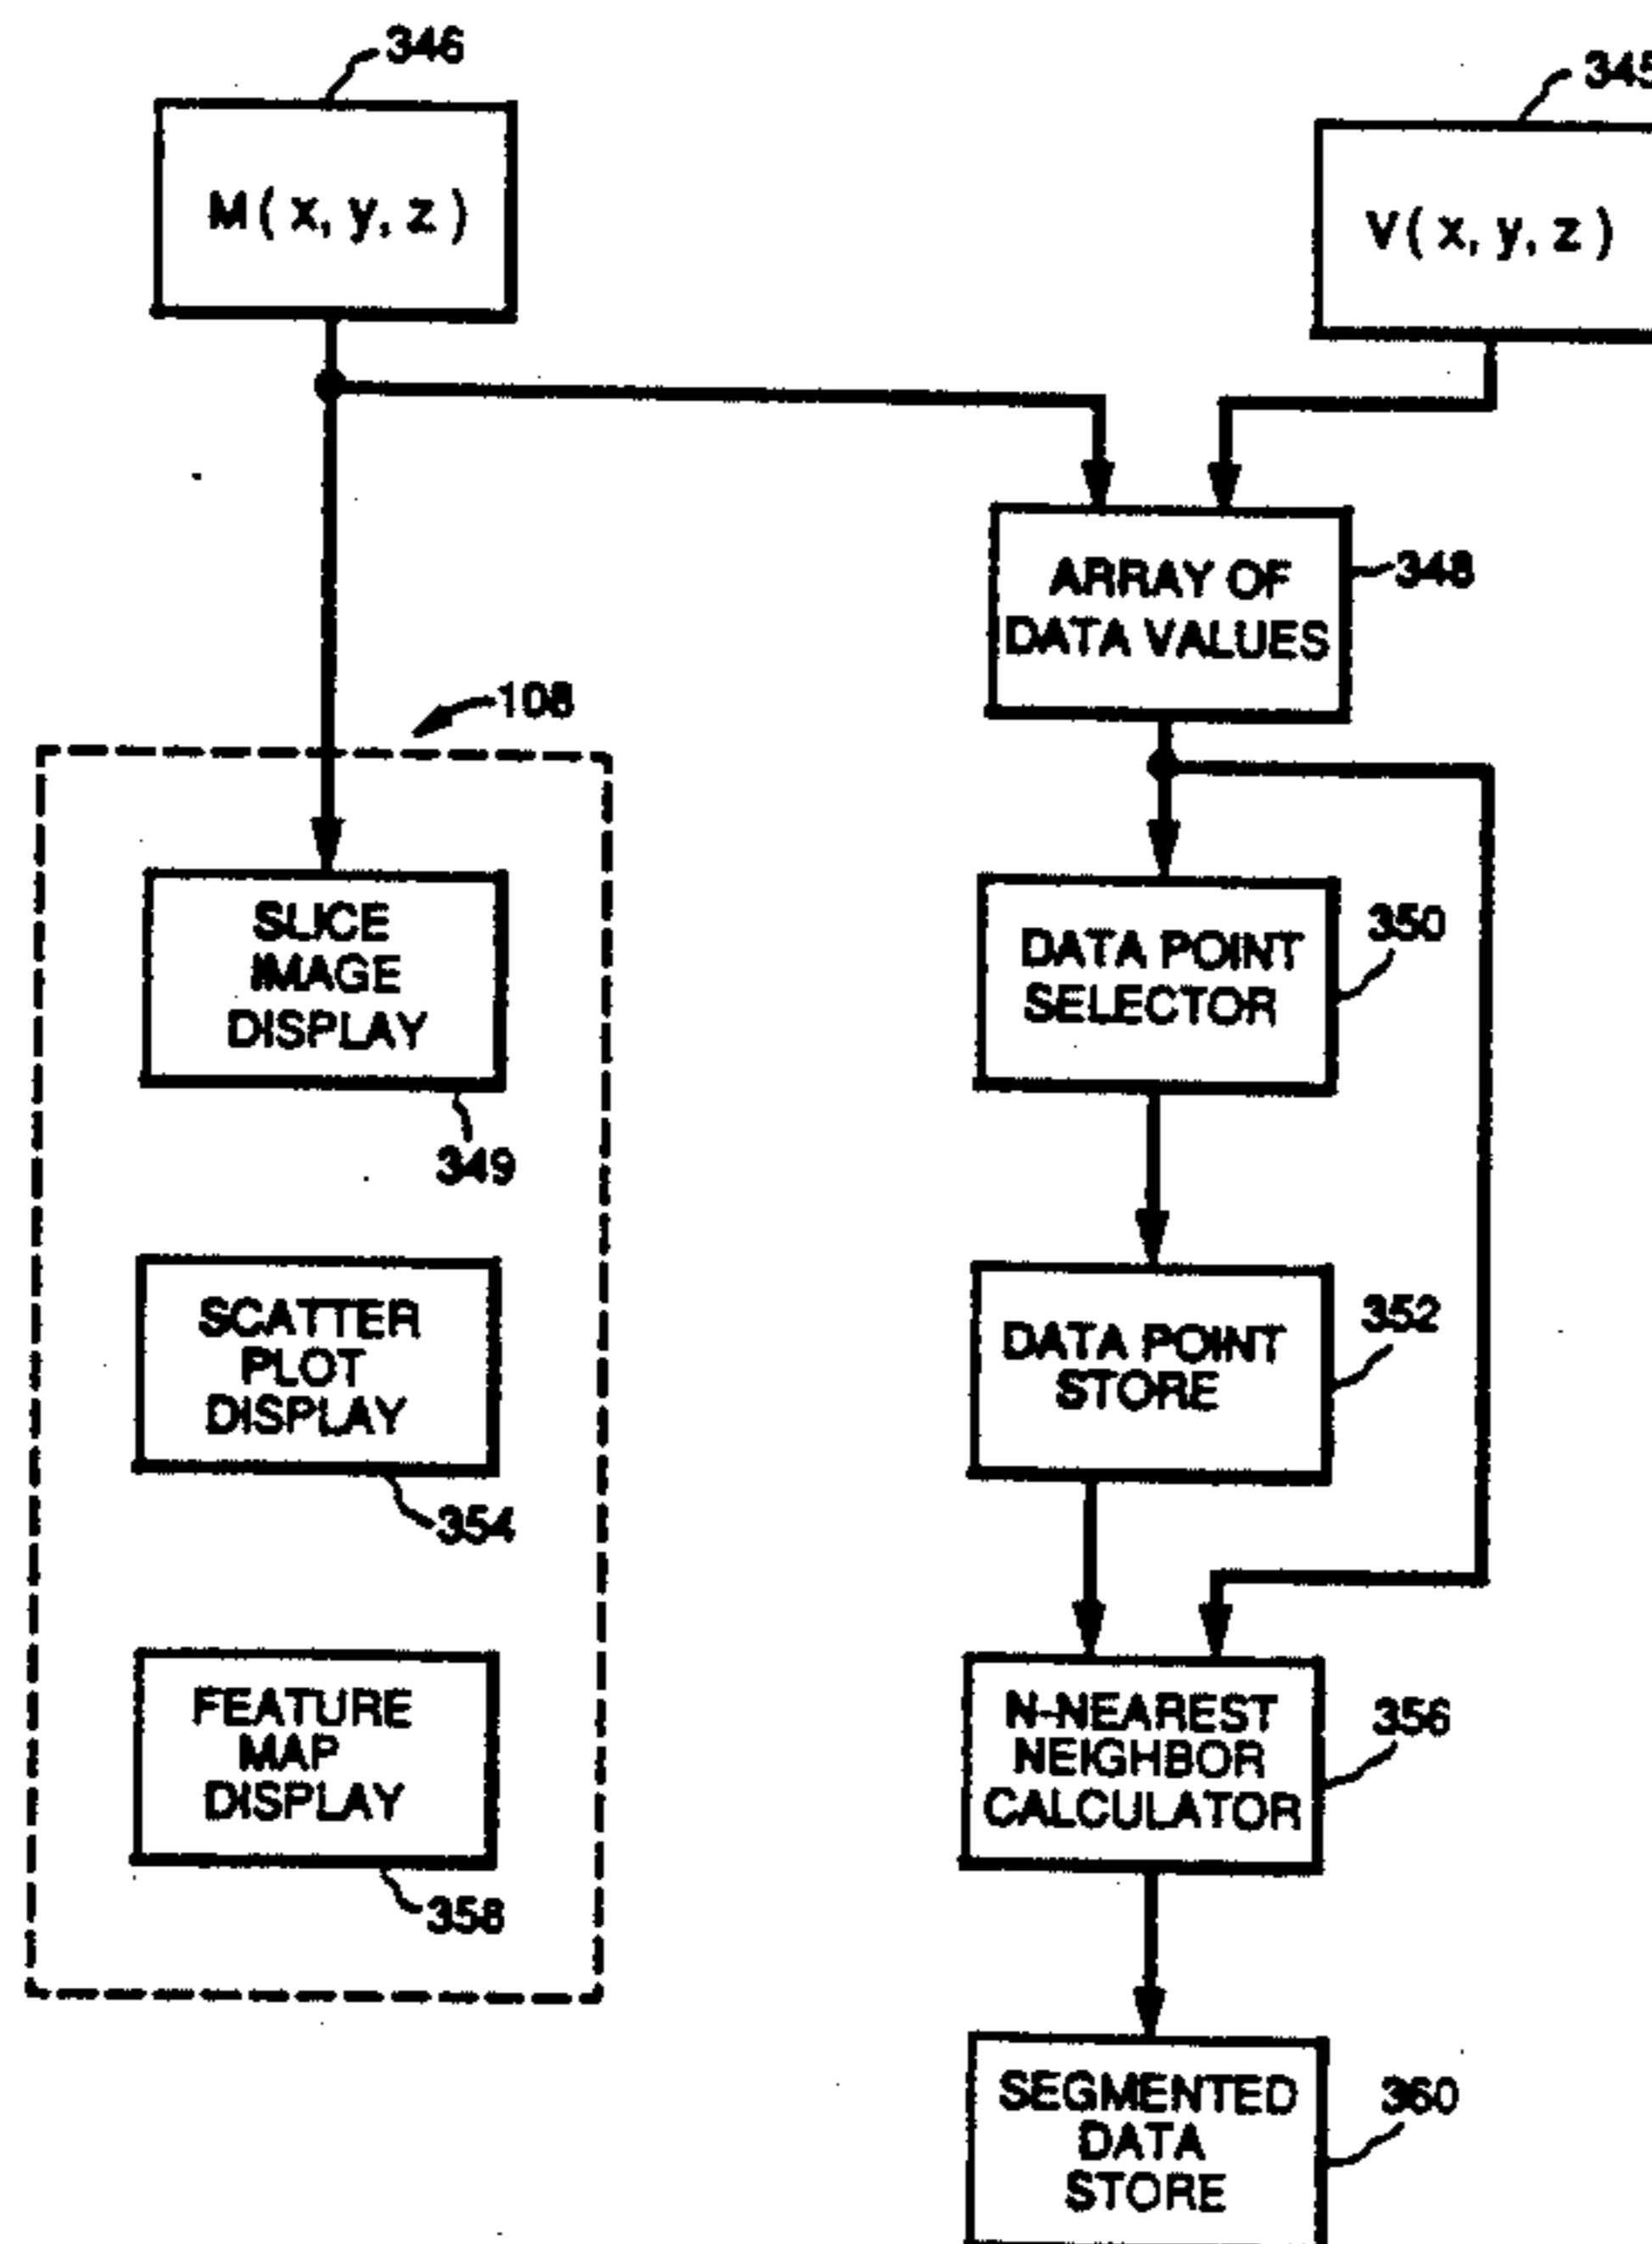 346
M ( x, y, z )
345
V ( x, y, z )
ARRAY OF
DATA VALUES
348
108
SLICE
IMAGE
DISPLAY
349
DATA POINT
SELECTOR
350
SCATTER
PLOT
DISPLAY
354
DATA POINT
STORE
352
FEATURE
MAP
DISPLAY
358
N-NEAREST
NEIGHBOR
CALCULATOR
356
SEGMENTED
DATA
STORE
360